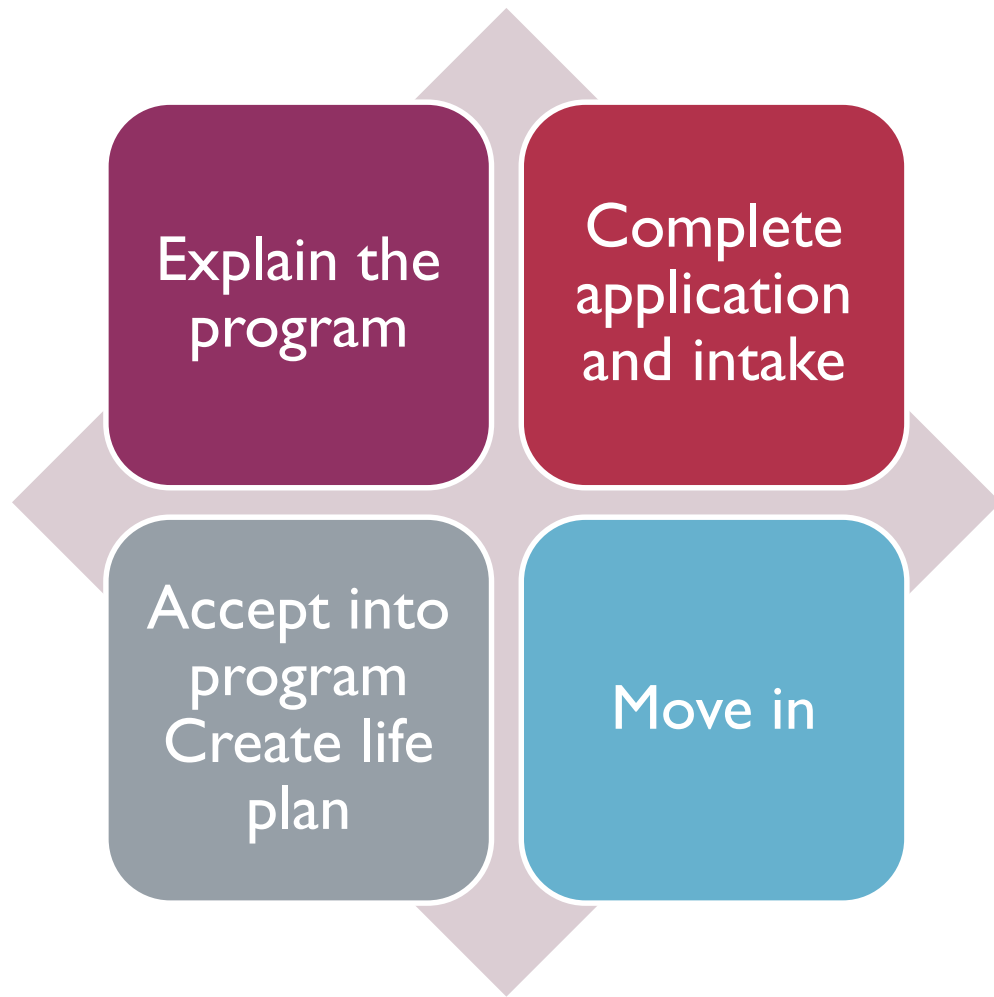 Explain the
program
Complete
application
and intake
Accept into
program
Create life
plan
Move in